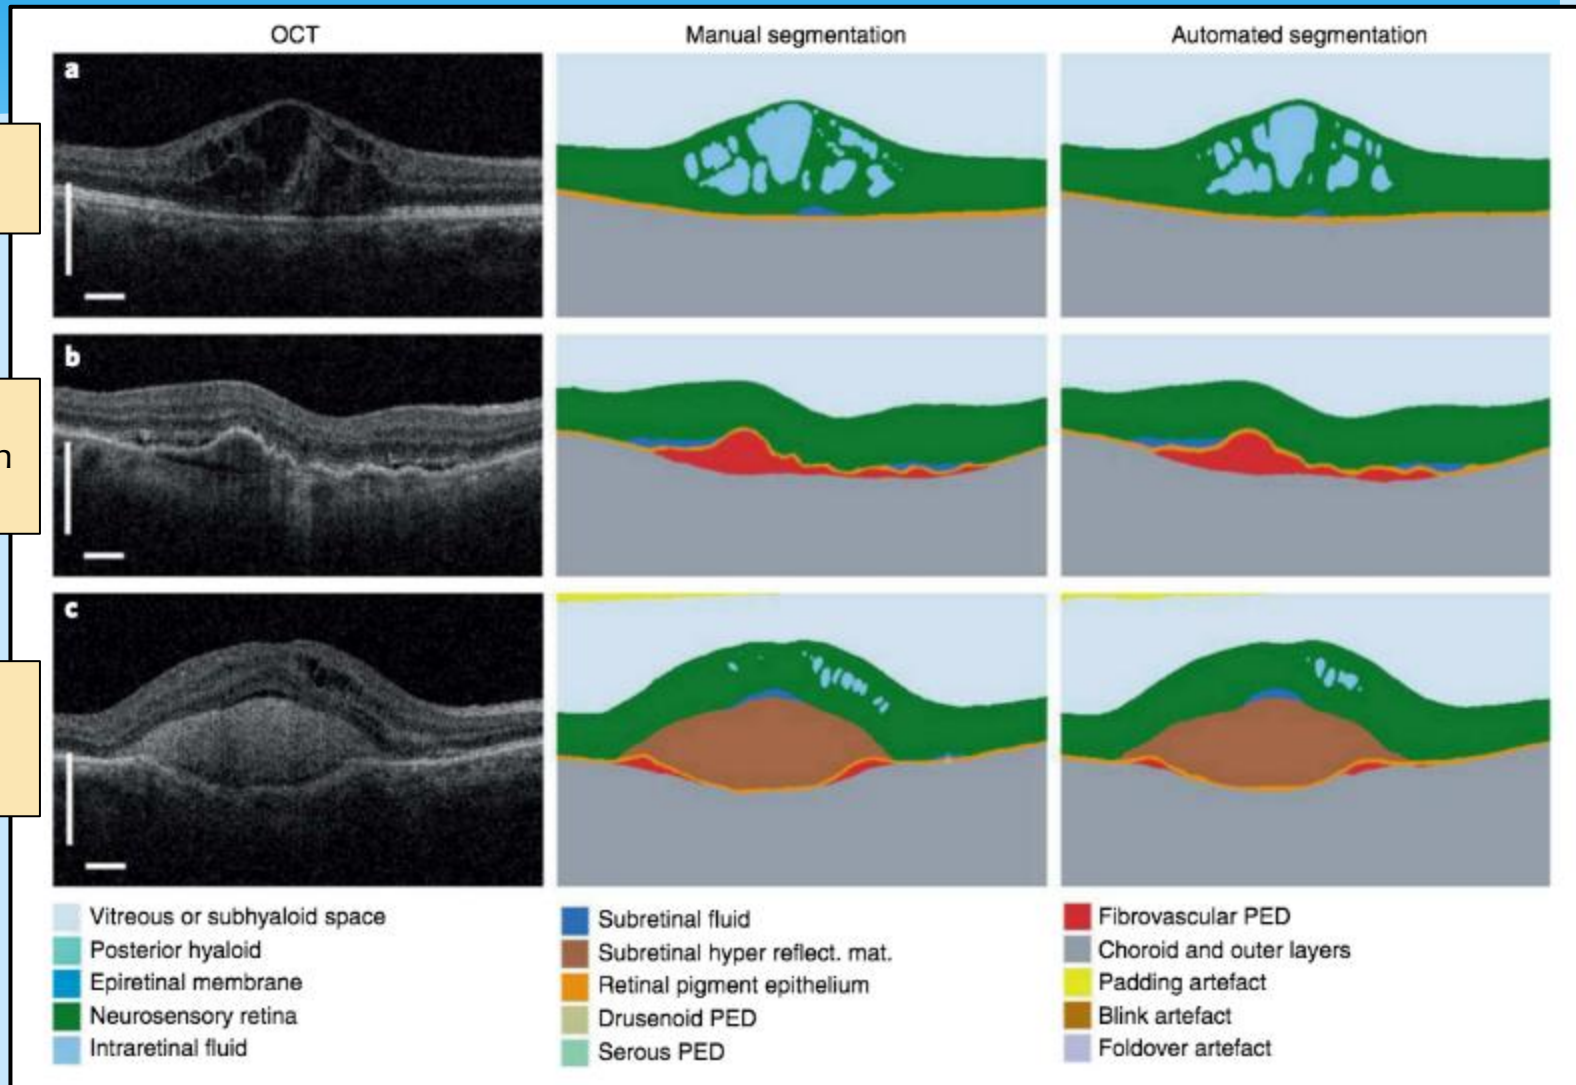 OCT
Manual segmentation
Automated segmentation
a
b
n
c
Vitreous or subhyaloid space
Posterior hyaloid
Epiretinal membrane
Neurosensory retina
Intraretinal fluid
Subretinal fluid
Subretinal hyper reflect. mat.
Retinal pigment epithelium
Drusenoid PED
Serous PED
Fibrovascular PED
Choroid and outer layers
Padding artefact
Blink artefact
Foldover artefact